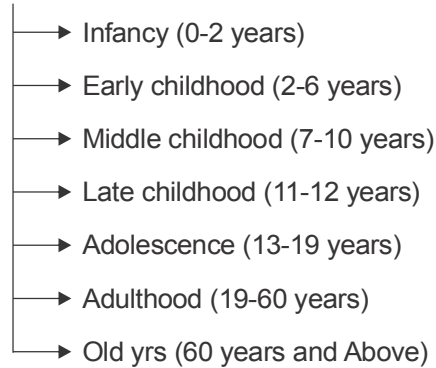 Infancy (0-2 years)
Early childhood (2-6 years)
Middle childhood (7-10 years)
Late childhood (11-12 years)
Adolescence (13-19 years)
Adulthood (19-60 years)
Old yrs (60 years and Above)